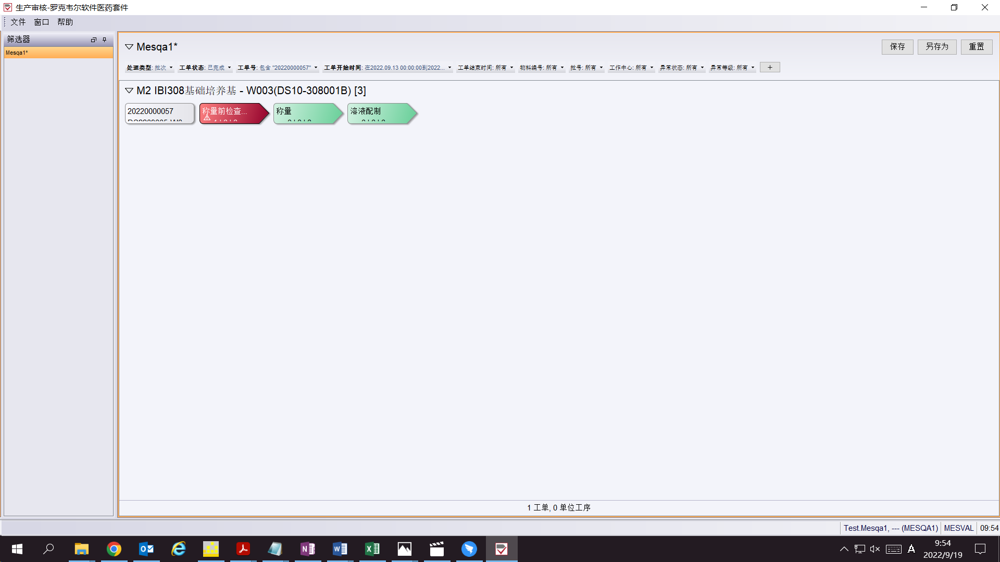 生产审核-罗克韦尔软件医药套件
文件 窗口 帮助
筛选器
Mesqa1*
Mesqa1*
保存 另存为 重置
处理类型: 批次 工单状态: 已完成 工单号: 包含 "20220000057" 工单开始时间: 在2022.09.13 00:00:00到2022... 工单结束时间: 所有 物料编号: 所有 批号: 所有 工作中心: 所有 异常状态: 所有 异常等级: 所有 +
M2 IBI308基础培养基 - W003(DS10-308001B) [3]
20220000057
称量前检查...
称量
溶液配制
1 工单, 0 单位工序
Test.Mesqa1, --- (MESQA1) MESVAL 09:54
A
9:54
2022/9/19